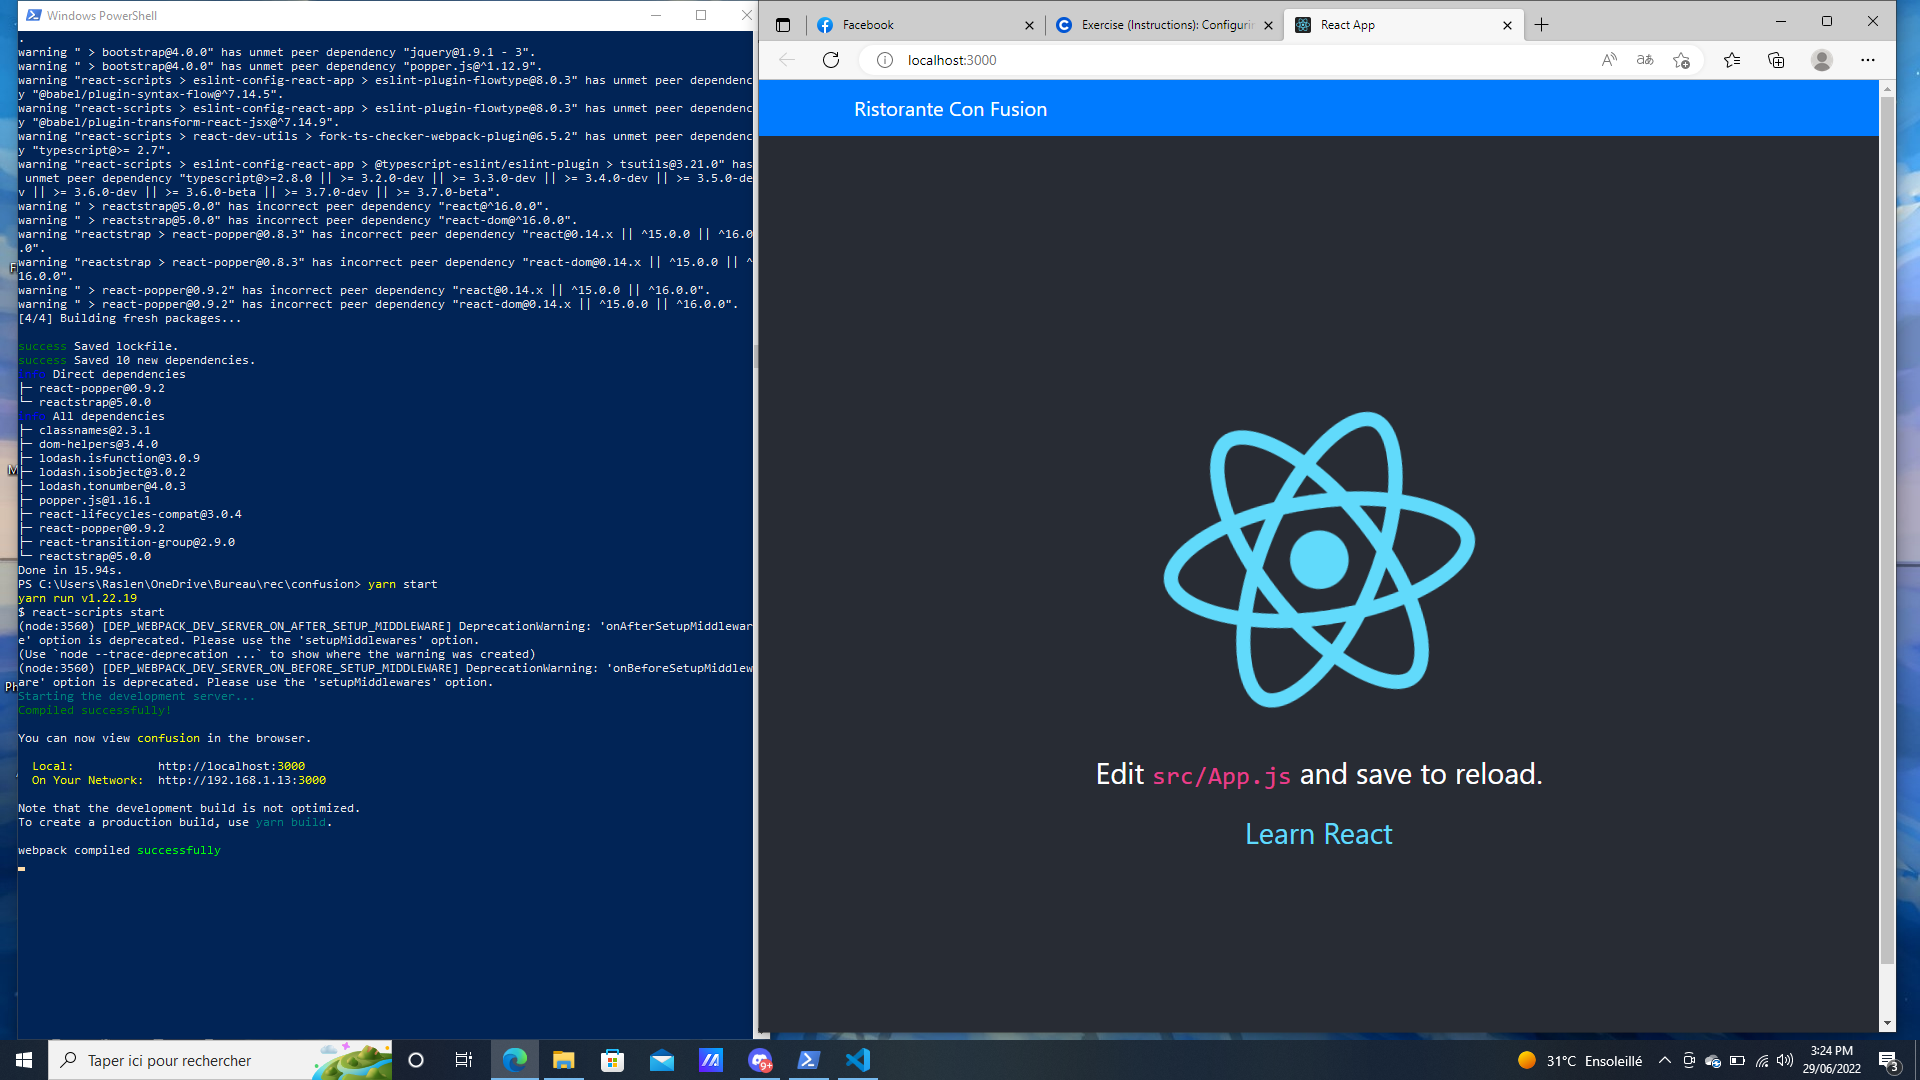 Windows PowerShell
.
warning " > bootstrap@4.0.0" has unmet peer dependency "jquery@1.9.1 - 3".
warning " > bootstrap@4.0.0" has unmet peer dependency "popper.js@^1.12.9".
warning "react-scripts > eslint-config-react-app > eslint-plugin-flowtype@8.0.3" has unmet peer dependenc
y "@babel/plugin-syntax-flow@^7.14.5".
warning "react-scripts > eslint-config-react-app > eslint-plugin-flowtype@8.0.3" has unmet peer dependenc
y "@babel/plugin-transform-react-jsx@^7.14.9".
warning "react-scripts > react-dev-utils > fork-ts-checker-webpack-plugin@6.5.2" has unmet peer dependenc
y "typescript@>= 2.7".
warning "react-scripts > eslint-config-react-app > @typescript-eslint/eslint-plugin > tsutils@3.21.0" has
unmet peer dependency "typescript@>=2.8.0 || >= 3.2.0-dev || >= 3.3.0-dev || >= 3.4.0-dev || >= 3.5.0-de
v || >= 3.6.0-dev || >= 3.6.0-beta || >= 3.7.0-dev || >= 3.7.0-beta".
warning " > reactstrap@5.0.0" has incorrect peer dependency "react@^16.0.0".
warning " > reactstrap@5.0.0" has incorrect peer dependency "react-dom@^16.0.0".
warning "reactstrap > react-popper@0.8.3" has incorrect peer dependency "react@0.14.x || ^15.0.0 || ^16.0
.0".
warning "reactstrap > react-popper@0.8.3" has incorrect peer dependency "react-dom@0.14.x || ^15.0.0 || ^
16.0.0".
warning " > react-popper@0.9.2" has incorrect peer dependency "react@0.14.x || ^15.0.0 || ^16.0.0".
warning " > react-popper@0.9.2" has incorrect peer dependency "react-dom@0.14.x || ^15.0.0 || ^16.0.0".
[4/4] Building fresh packages...
success Saved lockfile.
success Saved 10 new dependencies.
info Direct dependencies
├─ react-popper@0.9.2
└─ reactstrap@5.0.0
info All dependencies
├─ classnames@2.3.1
├─ dom-helpers@3.4.0
├─ lodash.isfunction@3.0.9
├─ lodash.isobject@3.0.2
├─ lodash.tonumber@4.0.3
├─ popper.js@1.16.1
├─ react-lifecycles-compat@3.0.4
├─ react-popper@0.9.2
├─ react-transition-group@2.9.0
└─ reactstrap@5.0.0
Done in 15.94s.
PS C:\Users\Raslen\OneDrive\Bureau\rec\confusion> yarn start
yarn run v1.22.19
$ react-scripts start
(node:3560) [DEP_WEBPACK_DEV_SERVER_ON_AFTER_SETUP_MIDDLEWARE] DeprecationWarning: 'onAfterSetupMiddlewar
e' option is deprecated. Please use the 'setupMiddlewares' option.
(Use `node --trace-deprecation ...` to show where the warning was created)
(node:3560) [DEP_WEBPACK_DEV_SERVER_ON_BEFORE_SETUP_MIDDLEWARE] DeprecationWarning: 'onBeforeSetupMiddlew
are' option is deprecated. Please use the 'setupMiddlewares' option.
Starting the development server...
Compiled successfully!
You can now view confusion in the browser.
Local: http://localhost:3000
On Your Network: http://192.168.1.13:3000
Note that the development build is not optimized.
To create a production build, use yarn build.
webpack compiled successfully
Facebook
Exercise (Instructions): Configurin
React App
localhost:3000
Ristorante Con Fusion
Edit src/App.js and save to reload.
Learn React
Taper ici pour rechercher
9+
31°C Ensoleillé
3:24 PM
29/06/2022
3